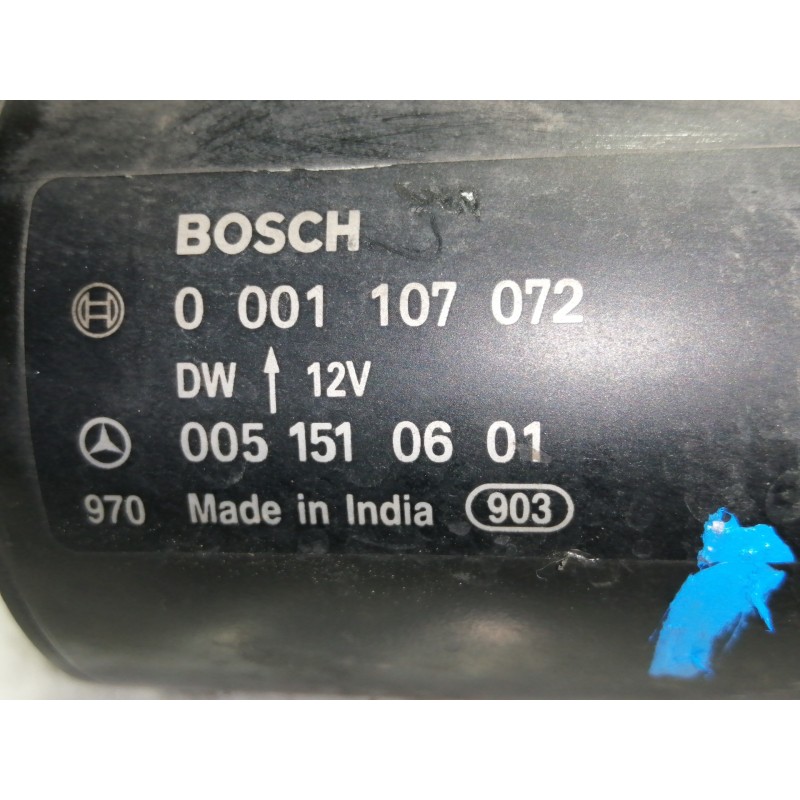 BOSCH
0 001 107 072
DW ↑ 12V
005 151 06 01
970 Made in India 903